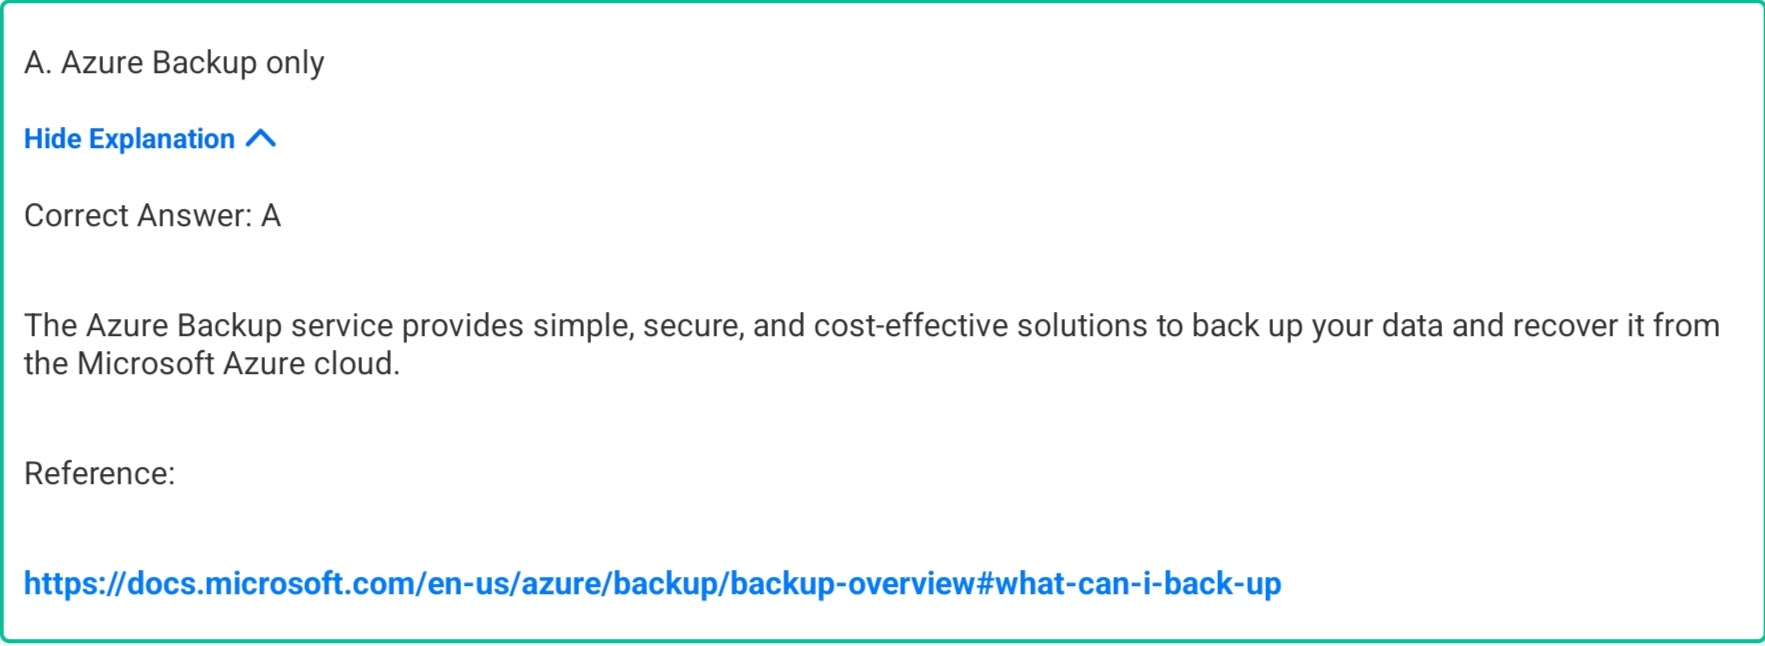 A. Azure Backup only
Hide Explanation
Correct Answer: A
The Azure Backup service provides simple, secure, and cost-effective solutions to back up your data and recover it from
the Microsoft Azure cloud.
Reference:
https://docs.microsoft.com/en-us/azure/backup/backup-overview#what-can-i-back-up